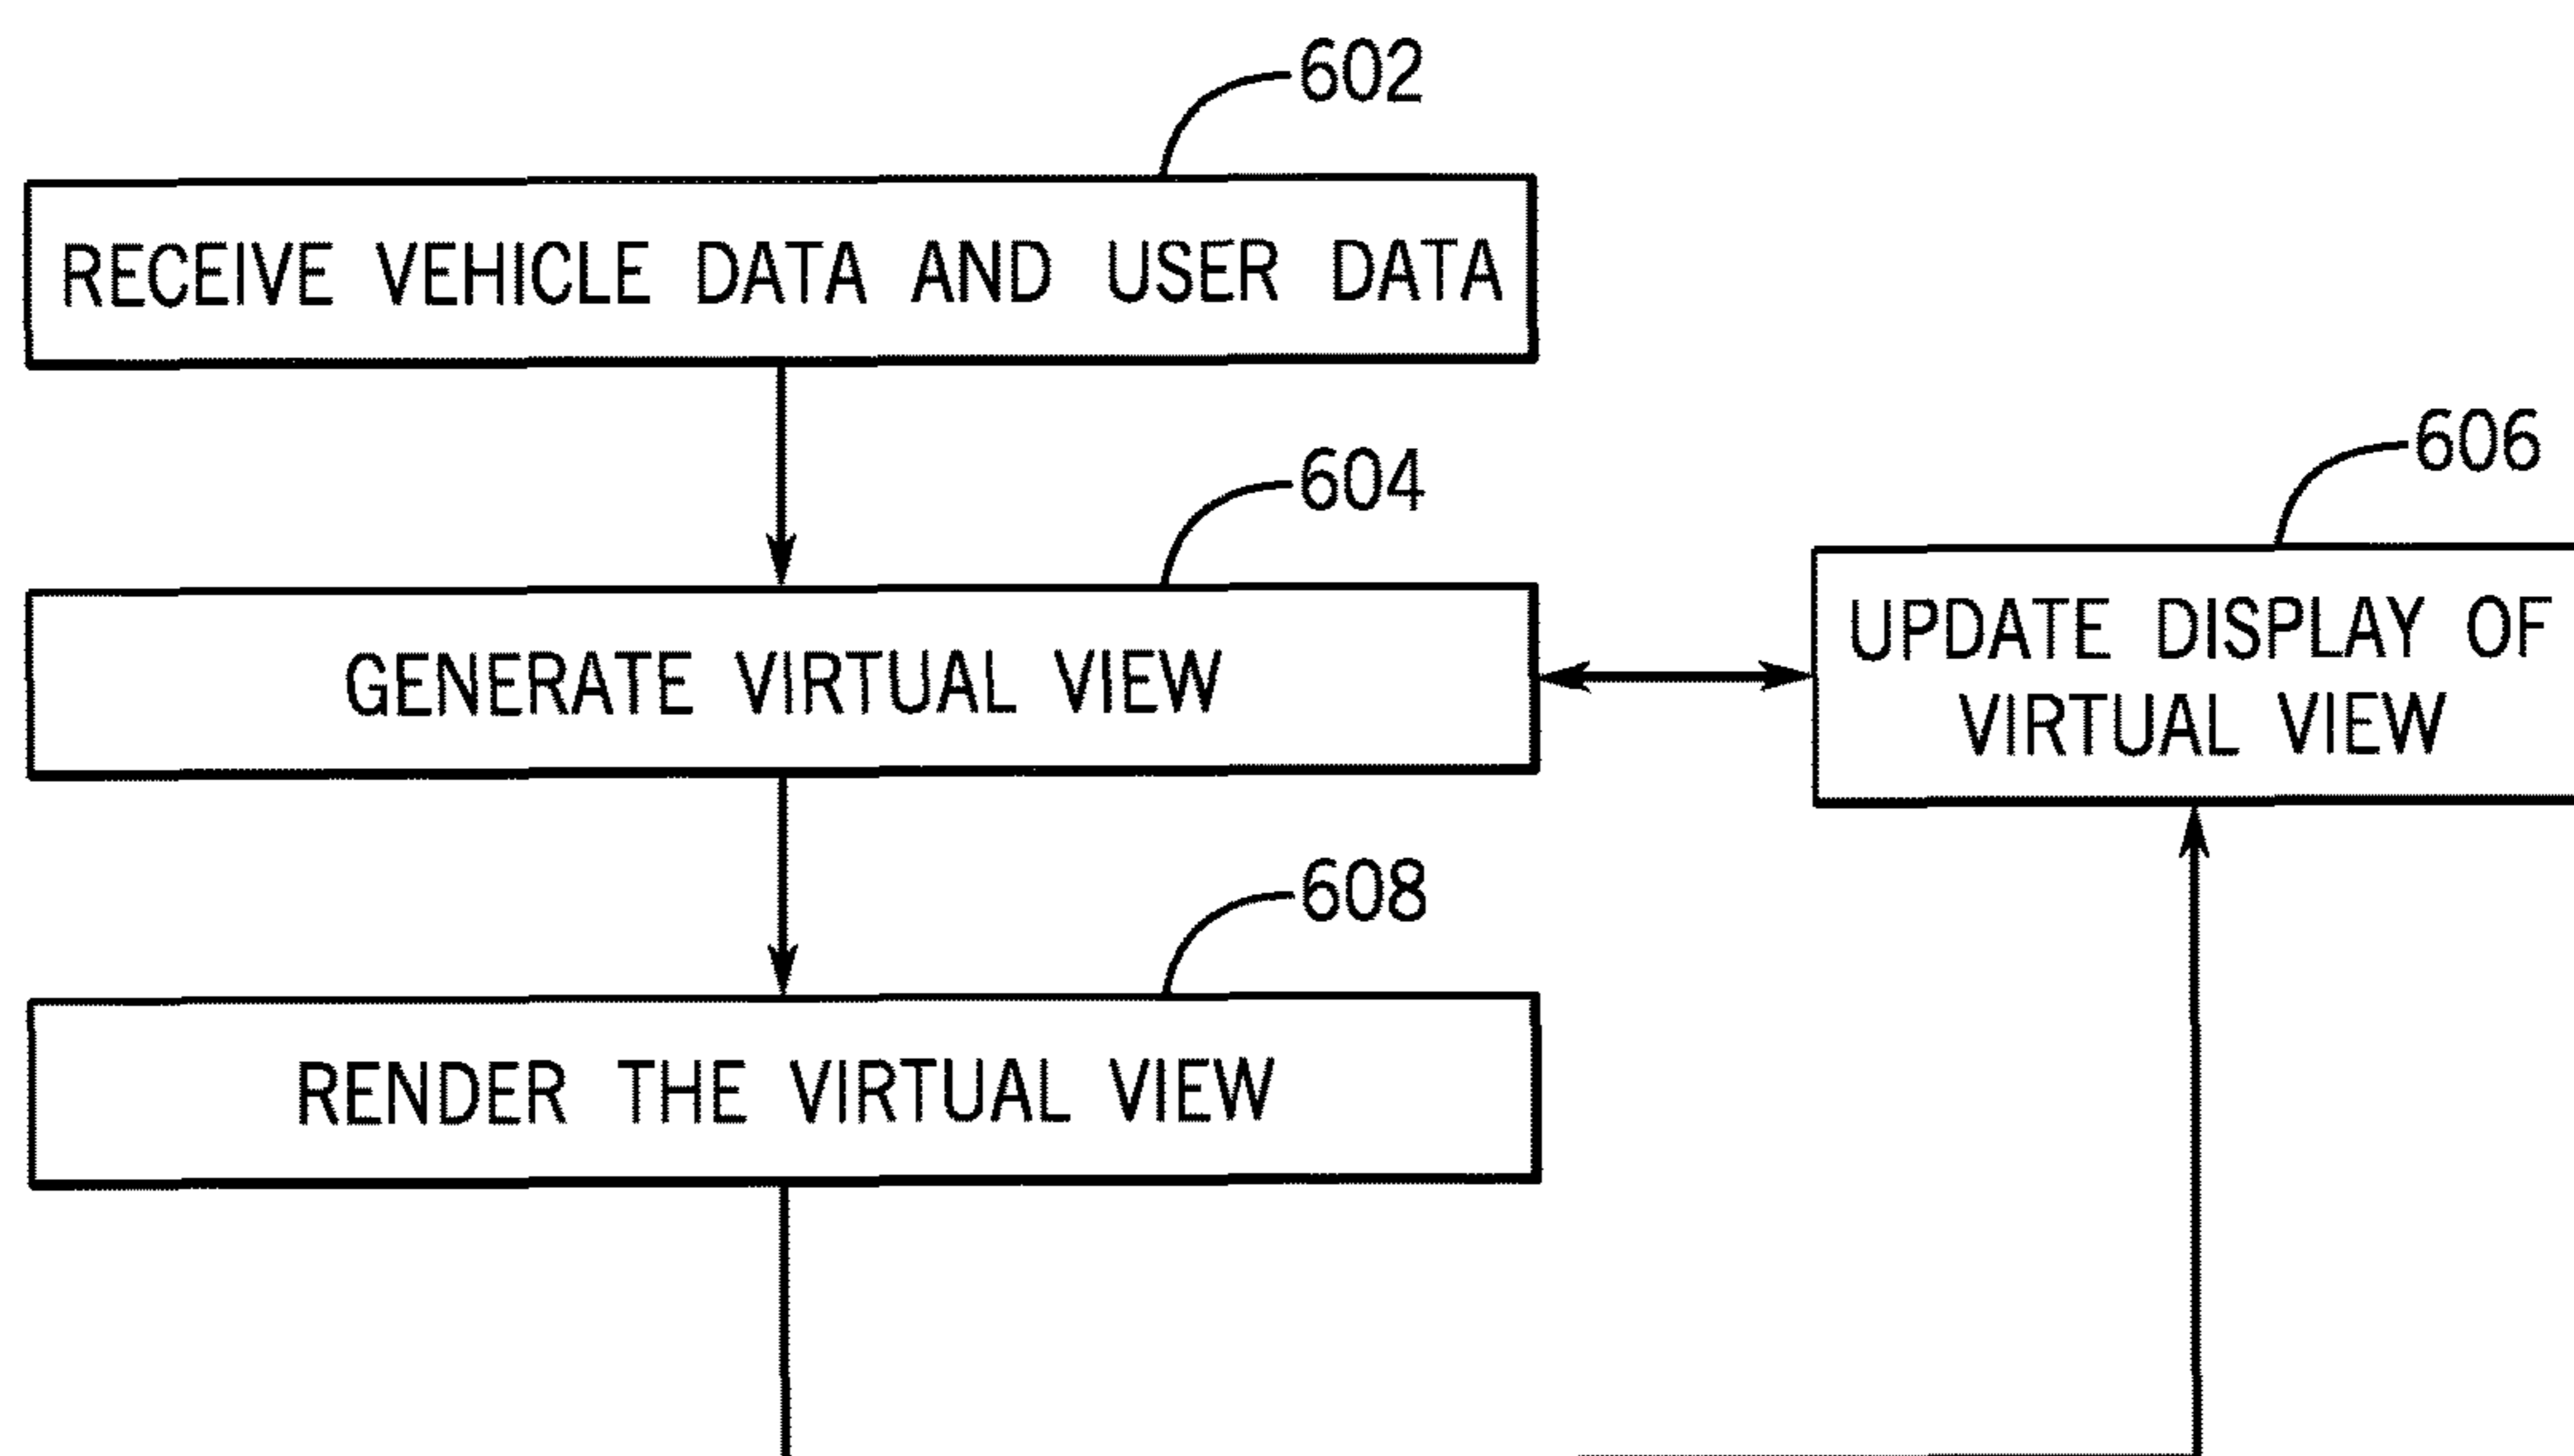 602
RECEIVE VEHICLE DATA AND USER DATA
604
GENERATE VIRTUAL VIEW
606
UPDATE DISPLAY OF
VIRTUAL VIEW
608
RENDER THE VIRTUAL VIEW